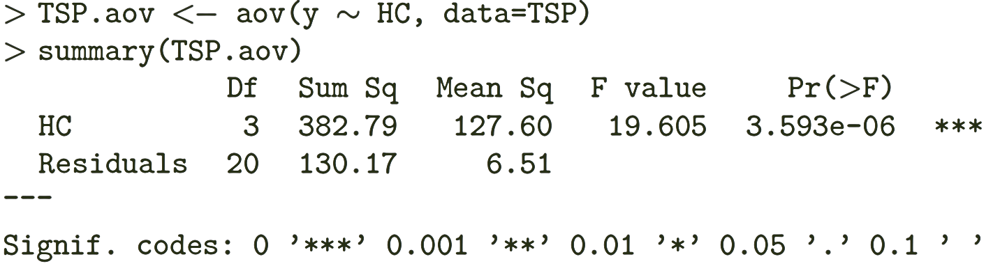 > TSP.aov <- aov(y ~ HC, data=TSP)
> summary(TSP.aov)
Df Sum Sq Mean Sq F value Pr(>F)
HC 3 382.79 127.60 19.605 3.593e-06 ***
Residuals 20 130.17 6.51
---
Signif. codes: 0 ’***’ 0.001 ’**’ 0.01 ’*’ 0.05 ’.’ 0.1 ’ ’